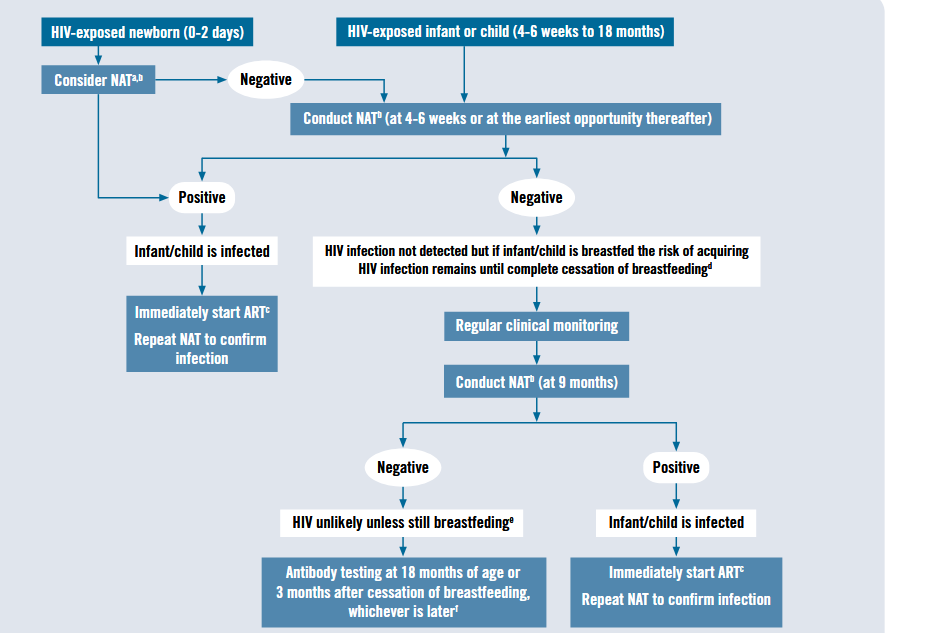 HIV-exposed newborn (0-2 days)
HIV-exposed infant or child (4-6 weeks to 18 months)
Consider NATa,b
Negative
Conduct NATb (at 4-6 weeks or at the earliest opportunity thereafter)
Positive
Negative
Infant/child is infected
HIV infection not detected but if infant/child is breastfed the risk of acquiring
HIV infection remains until complete cessation of breastfeedingd
Immediately start ARTc
Repeat NAT to confirm
infection
Regular clinical monitoring
Conduct NATb (at 9 months)
Negative
Positive
HIV unlikely unless still breastfedinge
Infant/child is infected
Antibody testing at 18 months of age or
3 months after cessation of breastfeeding,
whichever is laterf
Immediately start ARTc
Repeat NAT to confirm infection